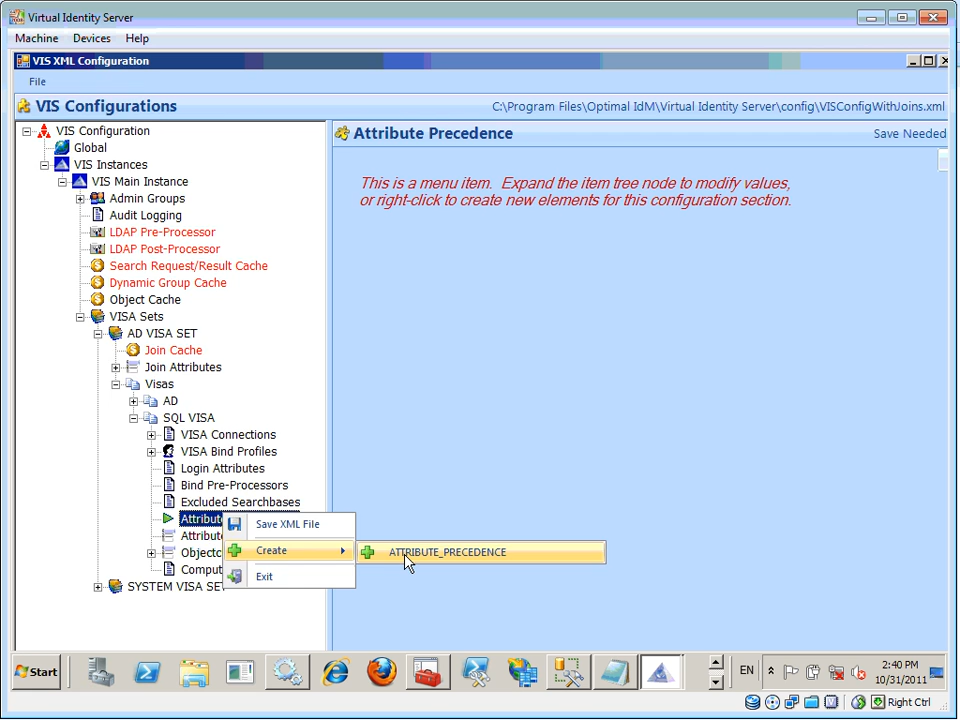 Virtual Identity Server
Machine Devices Help
VIS XML Configuration
File
VIS Configurations
C:\Program Files\Optimal IdM\Virtual Identity Server\config\VISConfigWithJoins.xml
VIS Configuration
Global
VIS Instances
VIS Main Instance
Admin Groups
Audit Logging
LDAP Pre-Processor
LDAP Post-Processor
Search Request/Result Cache
Dynamic Group Cache
Object Cache
VISA Sets
AD VISA SET
Join Cache
Join Attributes
Visas
AD
SQL VISA
VISA Connections
VISA Bind Profiles
Login Attributes
Bind Pre-Processors
Excluded Searchbases
Attribut
Attribut
Objectc
Comput
SYSTEM VISA SET
Attribute Precedence
Save Needed
This is a menu item. Expand the item tree node to modify values,
or right-click to create new elements for this configuration section.
Save XML File
Create
Exit
ATTRIBUTE_PRECEDENCE
Start
EN
2:40 PM
10/31/2011
Right Ctrl